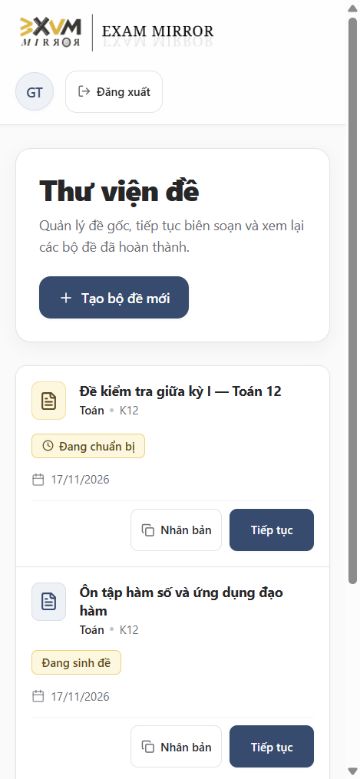 EXAM
MIRROR
EXAM MIRROR
GT
Đăng xuất
Thư viện đề
Quản lý đề gốc, tiếp tục biên soạn và xem lại
các bộ đề đã hoàn thành.
+ Tạo bộ đề mới
Đề kiểm tra giữa kỳ I — Toán 12
Toán • K12
Đang chuẩn bị
17/11/2026
Nhân bản
Tiếp tục
Ôn tập hàm số và ứng dụng đạo
hàm
Toán • K12
Đang sinh đề
17/11/2026
Nhân bản
Tiếp tục